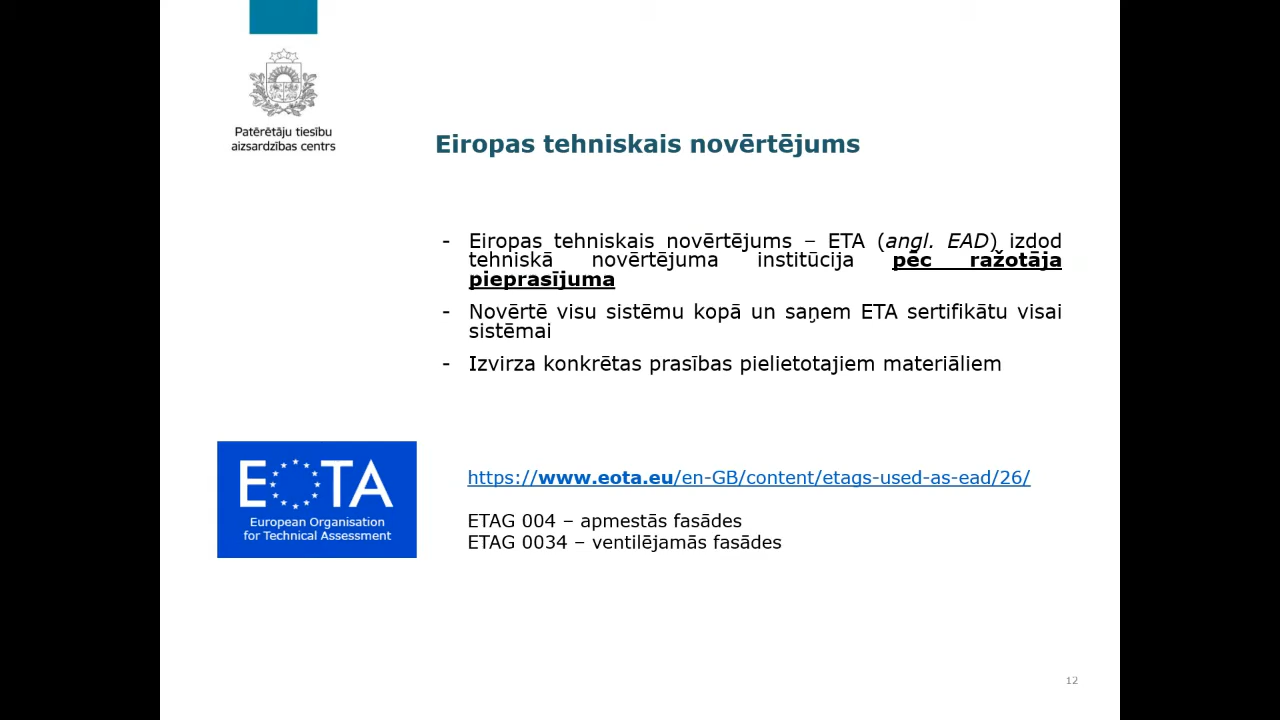 Patērētāju tiesību
aizsardzības centrs
Eiropas tehniskais novērtējums
- Eiropas tehniskais novērtējums – ETA (angl. EAD) izdod
tehniskā novērtējuma institūcija pēc ražotāja
pieprasījuma
- Novērtē visu sistēmu kopā un saņem ETA sertifikātu visai
sistēmai
- Izvirza konkrētas prasības pielietotajiem materiāliem
EOTA
European Organisation
for Technical Assessment
https://www.eota.eu/en-GB/content/etags-used-as-ead/26/
ETAG 004 – apmestās fasādes
ETAG 0034 – ventilējamās fasādes
12